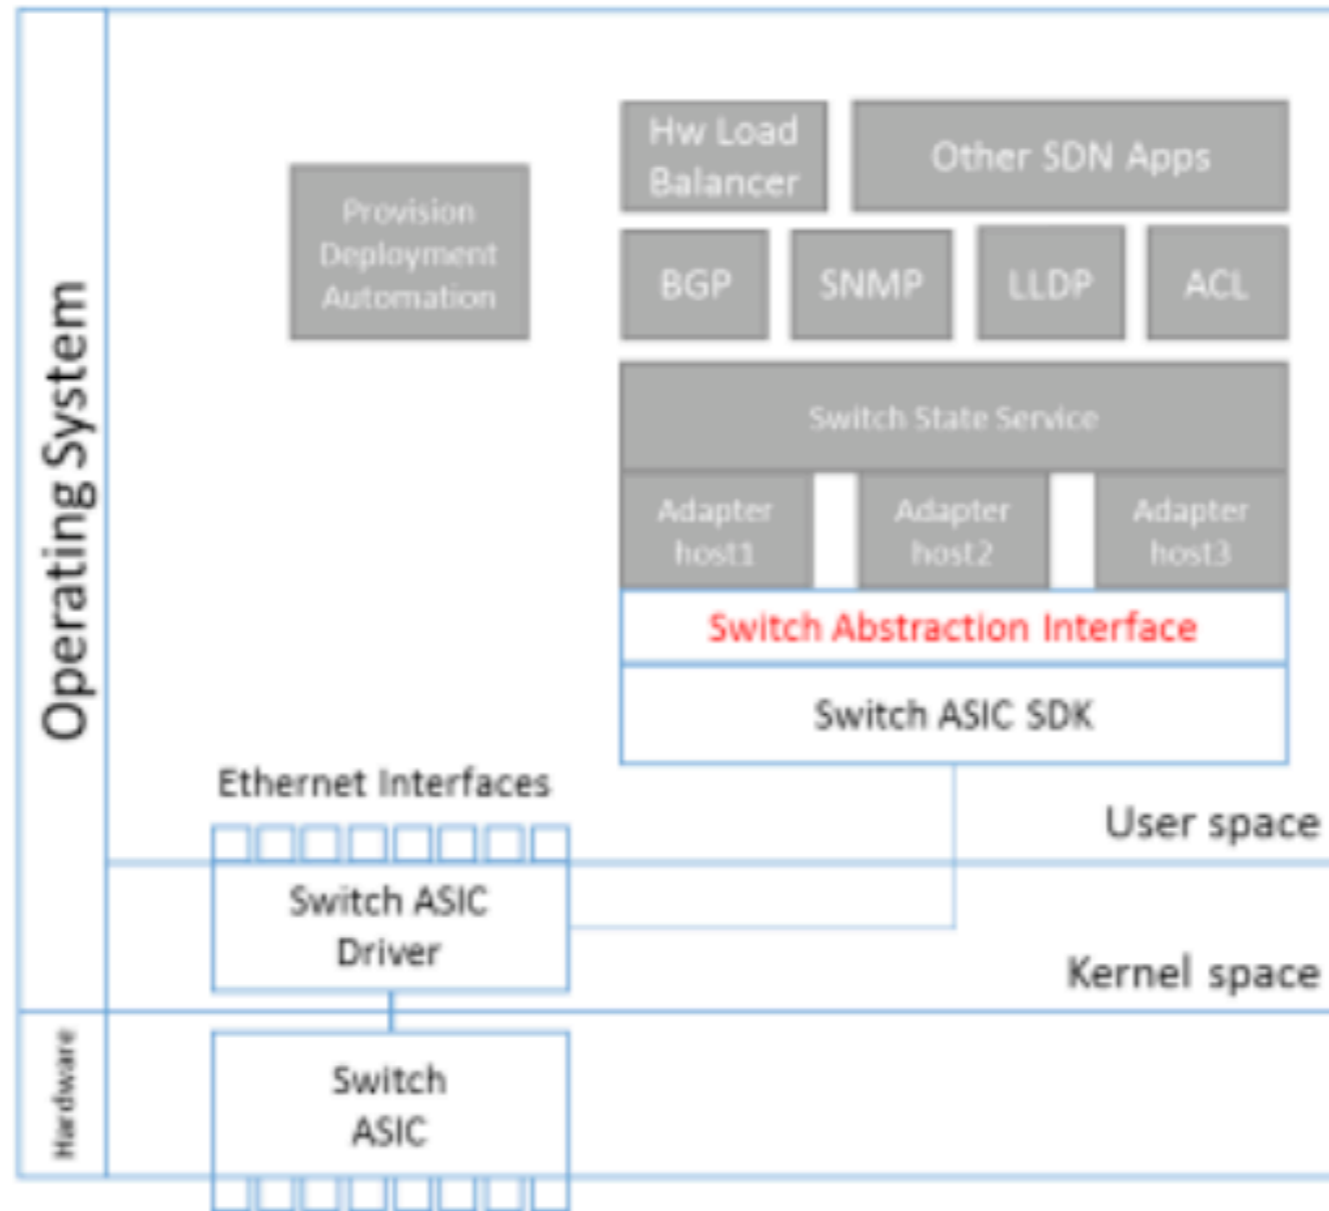 Operating System
Hw Load
Balancer
Other SDN Apps
Provision
Deployment
Automation
BGP
SNMP
LLDP
ACL
Switch State Service
Adapter
host1
Adapter
host2
Adapter
host3
Switch Abstraction Interface
Switch ASIC SDK
Ethernet Interfaces
User space
Switch ASIC
Driver
Kernel space
Hardware
Switch
ASIC